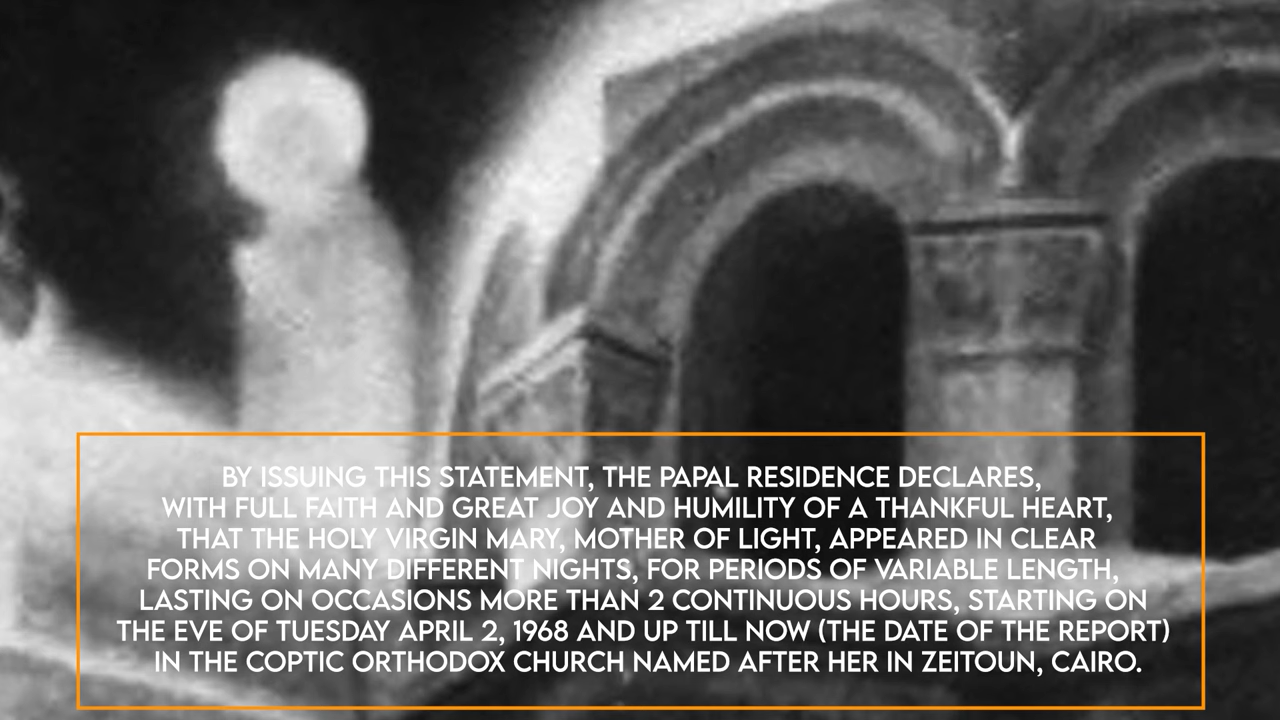 BY ISSUING THIS STATEMENT, THE PAPAL RESIDENCE DECLARES,
WITH FULL FAITH AND GREAT JOY AND HUMILITY OF A THANKFUL HEART,
THAT THE HOLY VIRGIN MARY, MOTHER OF LIGHT, APPEARED IN CLEAR
FORMS ON MANY DIFFERENT NIGHTS, FOR PERIODS OF VARIABLE LENGTH,
LASTING ON OCCASIONS MORE THAN 2 CONTINUOUS HOURS, STARTING ON
THE EVE OF TUESDAY APRIL 2, 1968 AND UP TILL NOW (THE DATE OF THE REPORT)
IN THE COPTIC ORTHODOX CHURCH NAMED AFTER HER IN ZEITOUN, CAIRO.